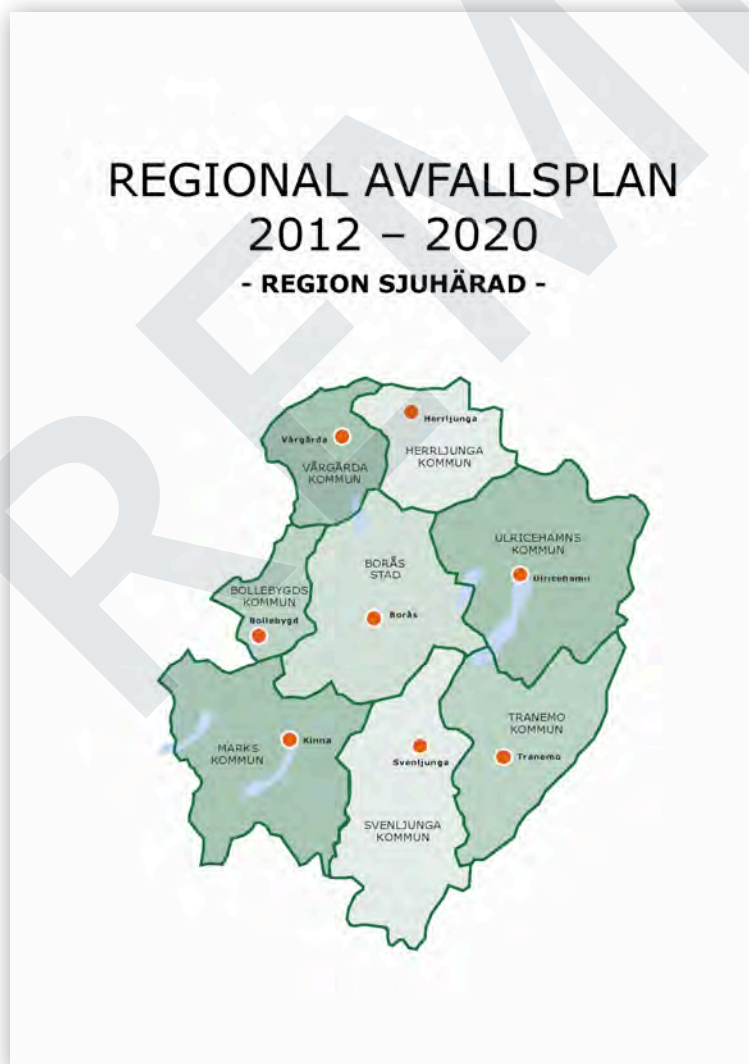 REGIONAL AVFALLSPLAN
2012 – 2020
- REGION SJUHÄRAD -
Herrljunga
Vårgårda
HERRLJUNGA
KOMMUN
VÅRGÅRDA
KOMMUN
ULRICEHAMNS
KOMMUN
Ulricehamn
BORÅS
STAD
Borås
BOLLEBYGDS
KOMMUN
Bollebygd
TRANEMO
KOMMUN
Tranemo
Kinna
MARKS
KOMMUN
Svenljunga
SVENLJUNGA
KOMMUN